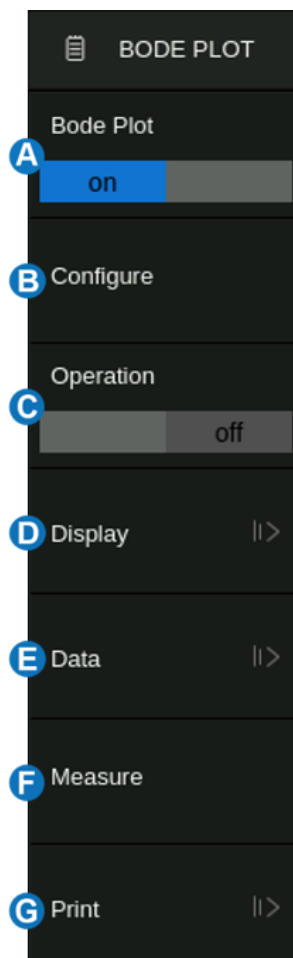 BODE PLOT
Bode Plot
A
on
B Configure
Operation
C
off
D Display
E Data
F Measure
G Print